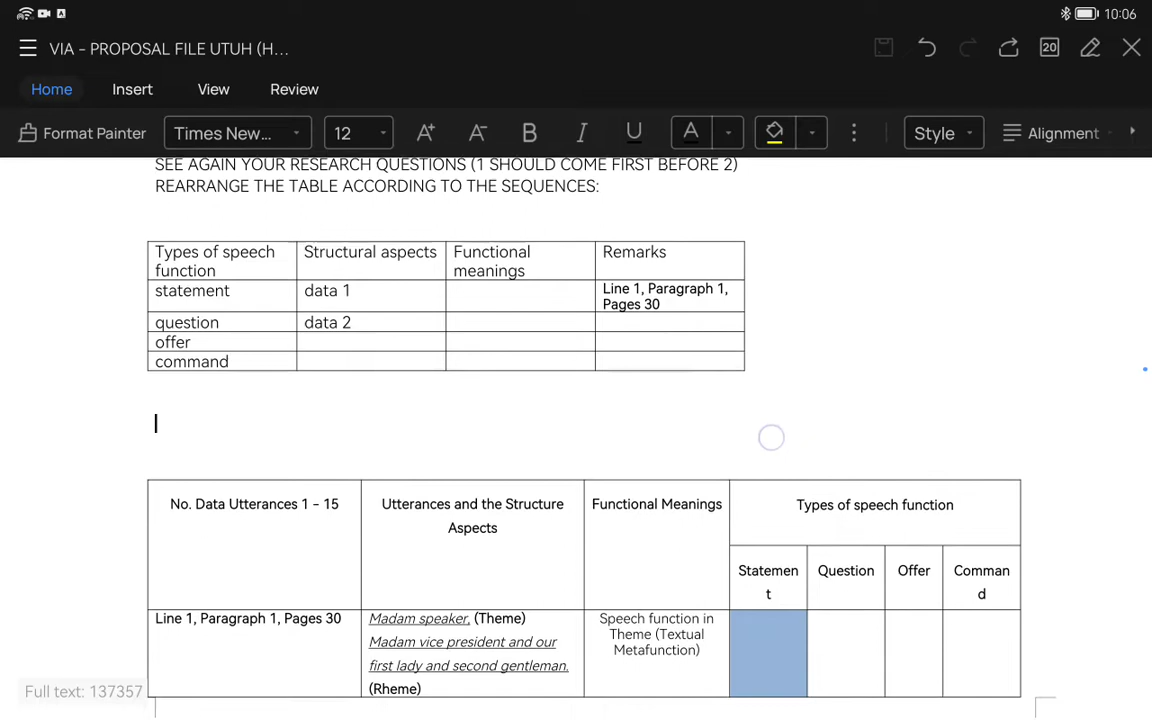 10:06
VIA - PROPOSAL FILE UTUH (H...
20
Home Insert View Review
Format Painter Times New... 12 A+ A- B I U A Style Alignment
SEE AGAIN YOUR RESEARCH QUESTIONS (1 SHOULD COME FIRST BEFORE 2)
REARRANGE THE TABLE ACCORDING TO THE SEQUENCES:
Types of speech function Structural aspects Functional meanings Remarks
statement data 1 Line 1, Paragraph 1, Pages 30
question data 2
offer
command
No. Data Utterances 1 - 15 Utterances and the Structure Aspects Functional Meanings Types of speech function
Statement Question Offer Command
Line 1, Paragraph 1, Pages 30
Madam speaker, (Theme)
Madam vice president and our
first lady and second gentleman.
(Rheme)
Speech function in
Theme (Textual
Metafunction)
Full text: 137357